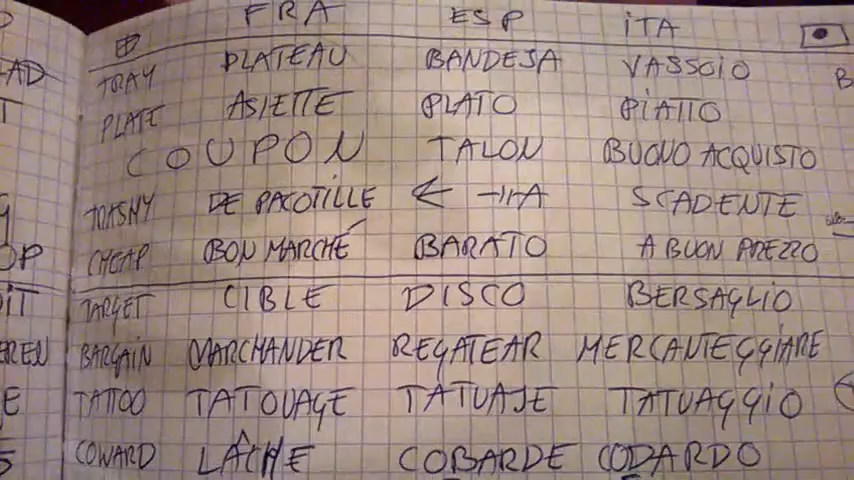 FRA ESP iTA
TRAY PLATEAU BANDEJA VASSOiO
PLATE ASiETTE PLATO PiATTO
COUPON TALON BUONO ACQUISTO
TRASHY DE PACOTiLLE ← -irA SCADENTE
CHEAP BON MARCHÉ BARATO A BUON PREZZO
TARGET CIBLE DISCO BERSAGLiO
BARGAiN MARCHANDER REGATEAR MERCANTEGGiARE
TATTOO TATOUAGE TATUAJE TATUAGGiO
COWARD LÂCHE COBARDE CODARDO